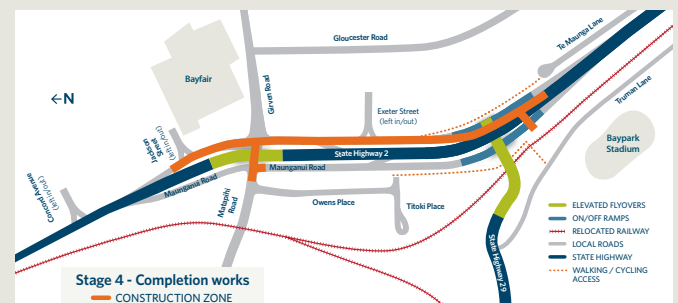 Gloucester Road
Te Maunga Lane
Bayfair
Girven Road
Truman Lane
←N
Exeter Street
(left in/out)
Jackson
Street
(left in/out)
Baypark
Stadium
State Highway 2
Concord Avenue
(left in/out)
Maunganui Road
Maunganui Road
Matapihi
Road
Owens Place
Titoki Place
State Highway 29
ELEVATED FLYOVERS
ON/OFF RAMPS
RELOCATED RAILWAY
LOCAL ROADS
STATE HIGHWAY
WALKING / CYCLING
ACCESS
Stage 4 - Completion works
CONSTRUCTION ZONE